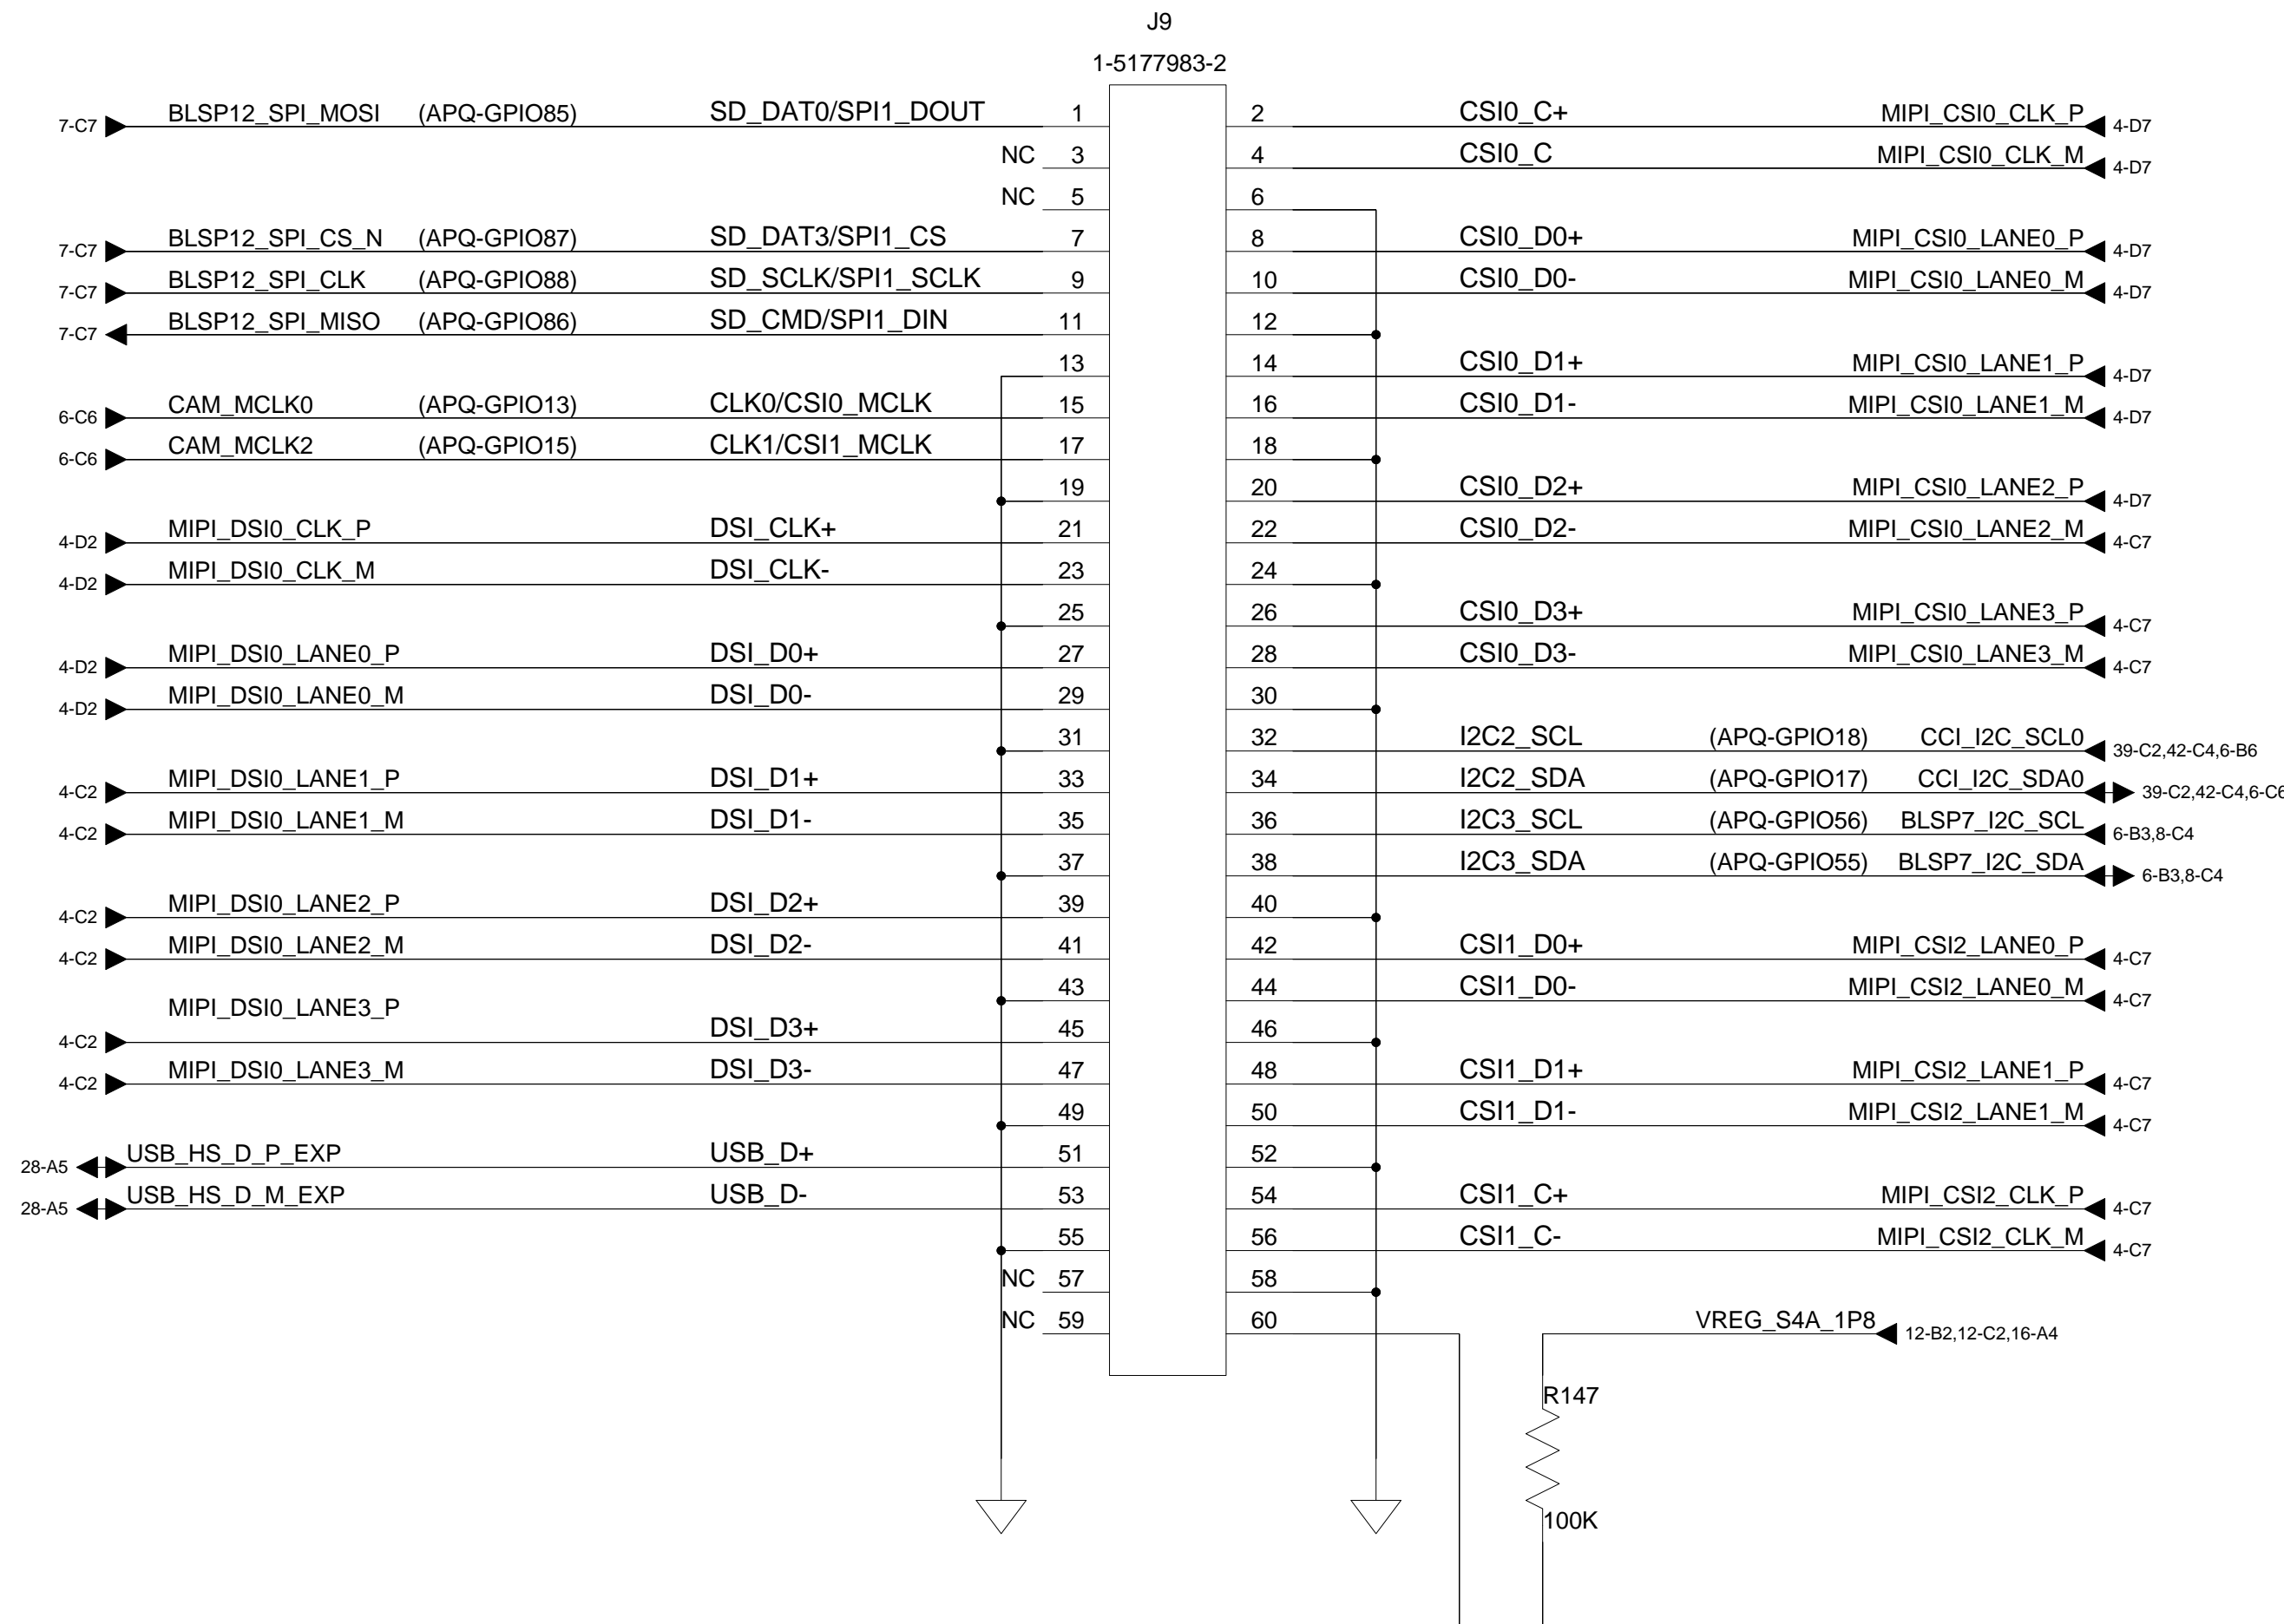 J9
1-5177983-2
7-C7 BLSP12_SPI_MOSI (APQ-GPIO85) SD_DAT0/SPI1_DOUT 1 2 CSI0_C+ MIPI_CSI0_CLK_P 4-D7
NC 3 4 CSI0_C MIPI_CSI0_CLK_M 4-D7
NC 5 6
7-C7 BLSP12_SPI_CS_N (APQ-GPIO87) SD_DAT3/SPI1_CS 7 8 CSI0_D0+ MIPI_CSI0_LANE0_P 4-D7
7-C7 BLSP12_SPI_CLK (APQ-GPIO88) SD_SCLK/SPI1_SCLK 9 10 CSI0_D0- MIPI_CSI0_LANE0_M 4-D7
7-C7 BLSP12_SPI_MISO (APQ-GPIO86) SD_CMD/SPI1_DIN 11 12
13 14 CSI0_D1+ MIPI_CSI0_LANE1_P 4-D7
6-C6 CAM_MCLK0 (APQ-GPIO13) CLK0/CSI0_MCLK 15 16 CSI0_D1- MIPI_CSI0_LANE1_M 4-D7
6-C6 CAM_MCLK2 (APQ-GPIO15) CLK1/CSI1_MCLK 17 18
19 20 CSI0_D2+ MIPI_CSI0_LANE2_P 4-D7
4-D2 MIPI_DSI0_CLK_P DSI_CLK+ 21 22 CSI0_D2- MIPI_CSI0_LANE2_M 4-C7
4-D2 MIPI_DSI0_CLK_M DSI_CLK- 23 24
25 26 CSI0_D3+ MIPI_CSI0_LANE3_P 4-C7
4-D2 MIPI_DSI0_LANE0_P DSI_D0+ 27 28 CSI0_D3- MIPI_CSI0_LANE3_M 4-C7
4-D2 MIPI_DSI0_LANE0_M DSI_D0- 29 30
31 32 I2C2_SCL (APQ-GPIO18) CCI_I2C_SCL0 39-C2,42-C4,6-B6
4-C2 MIPI_DSI0_LANE1_P DSI_D1+ 33 34 I2C2_SDA (APQ-GPIO17) CCI_I2C_SDA0 39-C2,42-C4,6-C6
4-C2 MIPI_DSI0_LANE1_M DSI_D1- 35 36 I2C3_SCL (APQ-GPIO56) BLSP7_I2C_SCL 6-B3,8-C4
37 38 I2C3_SDA (APQ-GPIO55) BLSP7_I2C_SDA 6-B3,8-C4
4-C2 MIPI_DSI0_LANE2_P DSI_D2+ 39 40
4-C2 MIPI_DSI0_LANE2_M DSI_D2- 41 42 CSI1_D0+ MIPI_CSI2_LANE0_P 4-C7
43 44 CSI1_D0- MIPI_CSI2_LANE0_M 4-C7
4-C2 MIPI_DSI0_LANE3_P DSI_D3+ 45 46
4-C2 MIPI_DSI0_LANE3_M DSI_D3- 47 48 CSI1_D1+ MIPI_CSI2_LANE1_P 4-C7
49 50 CSI1_D1- MIPI_CSI2_LANE1_M 4-C7
28-A5 USB_HS_D_P_EXP USB_D+ 51 52
28-A5 USB_HS_D_M_EXP USB_D- 53 54 CSI1_C+ MIPI_CSI2_CLK_P 4-C7
55 56 CSI1_C- MIPI_CSI2_CLK_M 4-C7
NC 57 58
NC 59 60 VREG_S4A_1P8 12-B2,12-C2,16-A4
R147
100K